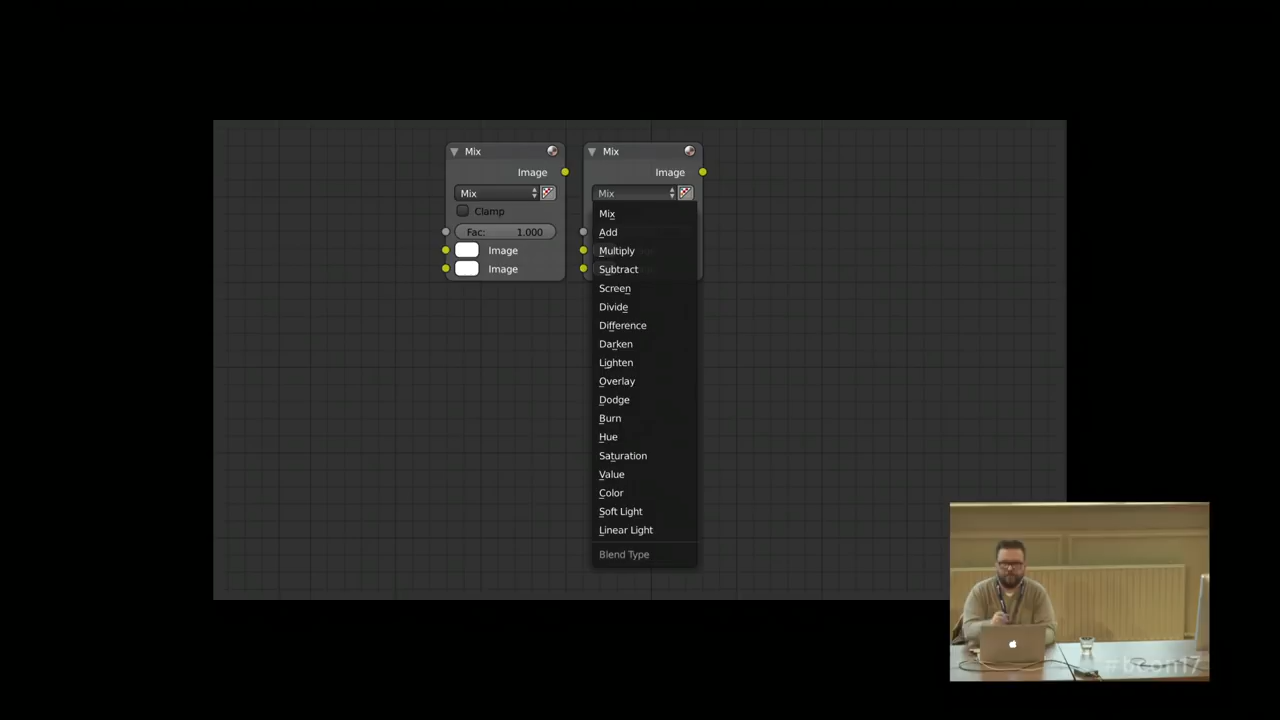 Mix
Image
Mix
Clamp
Fac: 1.000
Image
Image
Mix
Image
Mix
Mix
Add
Multiply
Subtract
Screen
Divide
Difference
Darken
Lighten
Overlay
Dodge
Burn
Hue
Saturation
Value
Color
Soft Light
Linear Light
Blend Type
#bcon17